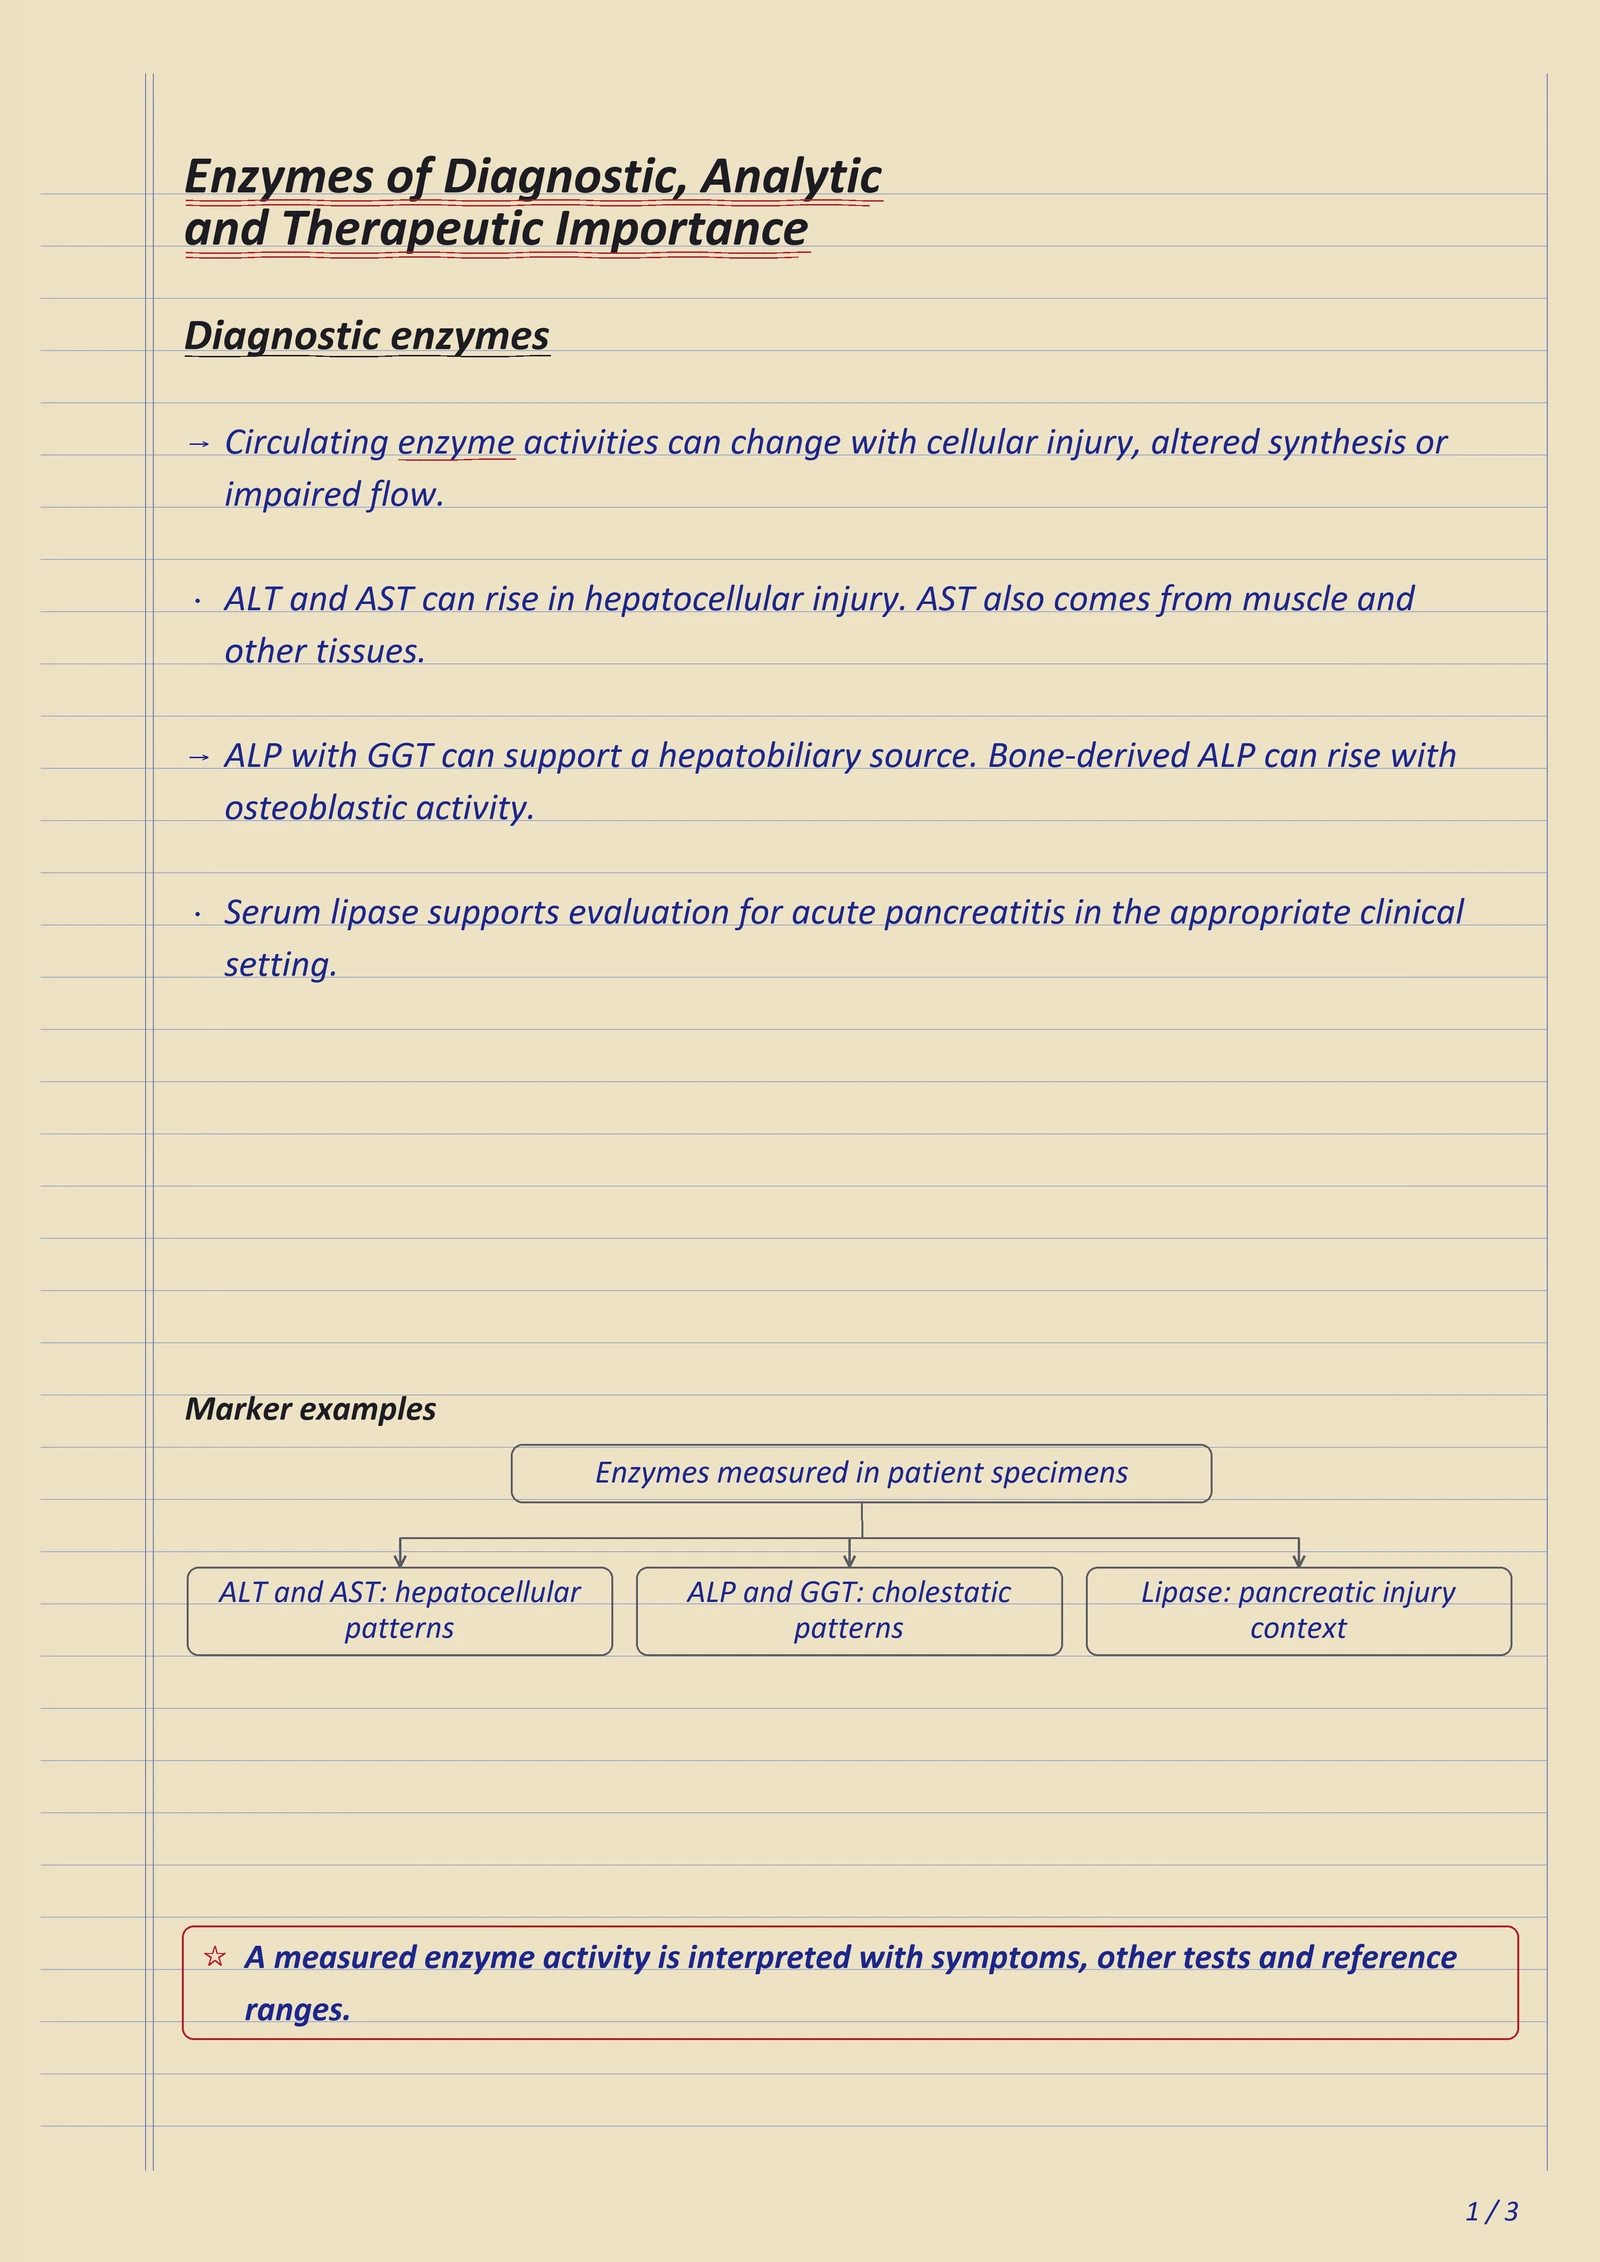 Enzymes of Diagnostic, Analytic
and Therapeutic Importance
Diagnostic enzymes
→ Circulating enzyme activities can change with cellular injury, altered synthesis or
impaired flow.
· ALT and AST can rise in hepatocellular injury. AST also comes from muscle and
other tissues.
→ ALP with GGT can support a hepatobiliary source. Bone-derived ALP can rise with
osteoblastic activity.
· Serum lipase supports evaluation for acute pancreatitis in the appropriate clinical
setting.
Marker examples
Enzymes measured in patient specimens
ALT and AST: hepatocellular
patterns
ALP and GGT: cholestatic
patterns
Lipase: pancreatic injury
context
☆ A measured enzyme activity is interpreted with symptoms, other tests and reference
ranges.
1 / 3